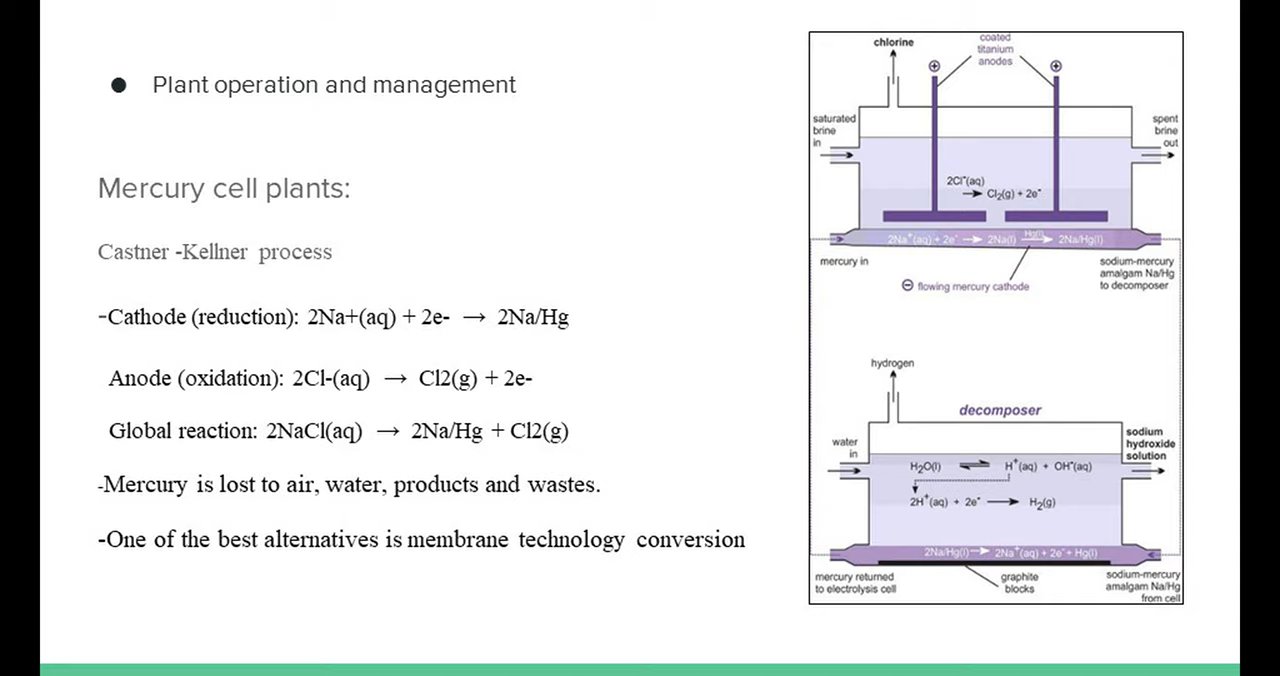 ● Plant operation and management
Mercury cell plants:
Castner -Kellner process
-Cathode (reduction): 2Na+(aq) + 2e- → 2Na/Hg
Anode (oxidation): 2Cl-(aq) → Cl2(g) + 2e-
Global reaction: 2NaCl(aq) → 2Na/Hg + Cl2(g)
-Mercury is lost to air, water, products and wastes.
-One of the best alternatives is membrane technology conversion
chlorine
coated
titanium
anodes
⊕ ⊕
saturated
brine
in
spent
brine
out
2Cl⁻(aq)
→ Cl₂(g) + 2e⁻
2Na⁺(aq) + 2e⁻ → 2Na(l) Hg(l) → 2Na/Hg(l)
mercury in
sodium-mercury
amalgam Na/Hg
to decomposer
⊖ flowing mercury cathode
hydrogen
decomposer
water
in
sodium
hydroxide
solution
H₂O(l) ⇌ H⁺(aq) + OH⁻(aq)
2H⁺(aq) + 2e⁻ → H₂(g)
2Na/Hg(l) → 2Na⁺(aq) + 2e⁻ + Hg(l)
mercury returned
to electrolysis cell
graphite
blocks
sodium-mercury
amalgam Na/Hg
from cell